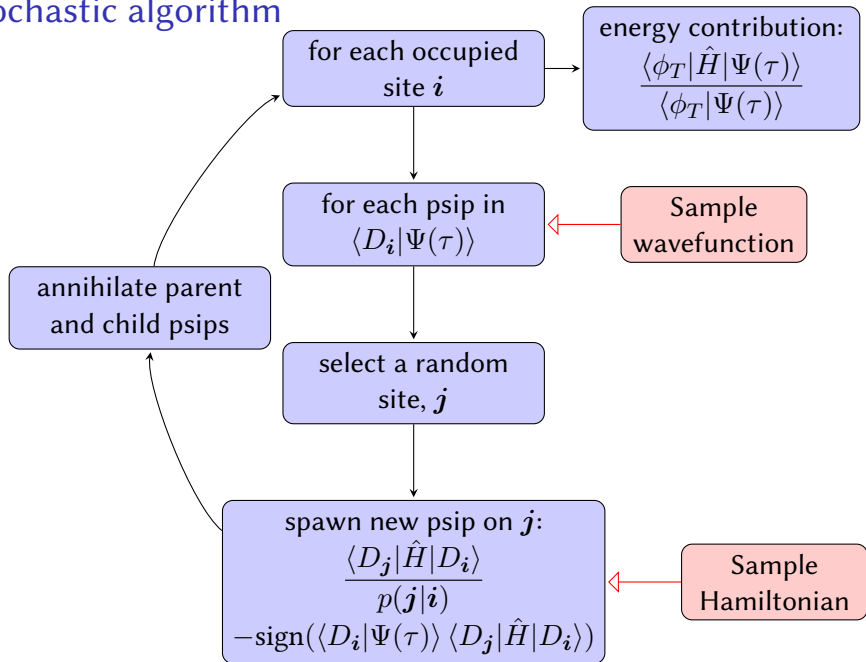 ochastic algorithm
for each occupied
site i
energy contribution:
⟨ϕ_T|Ĥ|Ψ(τ)⟩
⟨ϕ_T|Ψ(τ)⟩
for each psip in
⟨D_i|Ψ(τ)⟩
Sample
wavefunction
annihilate parent
and child psips
select a random
site, j
spawn new psip on j:
⟨D_j|Ĥ|D_i⟩
p(j|i)
−sign(⟨D_i|Ψ(τ)⟩ ⟨D_j|Ĥ|D_i⟩)
Sample
Hamiltonian